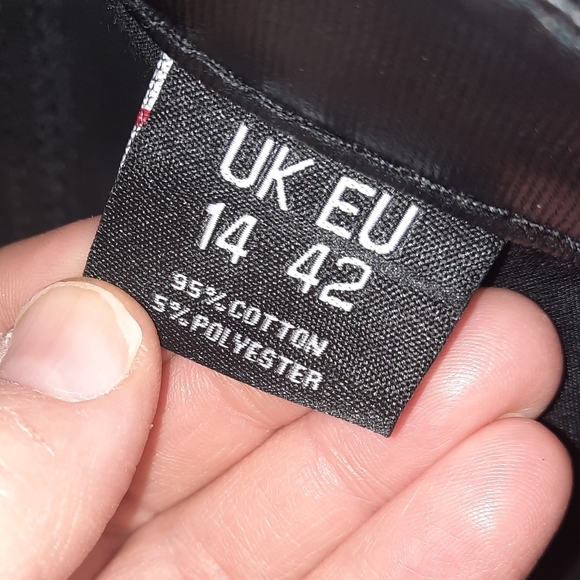 UK EU
14 42
95% COTTON
5% POLYESTER